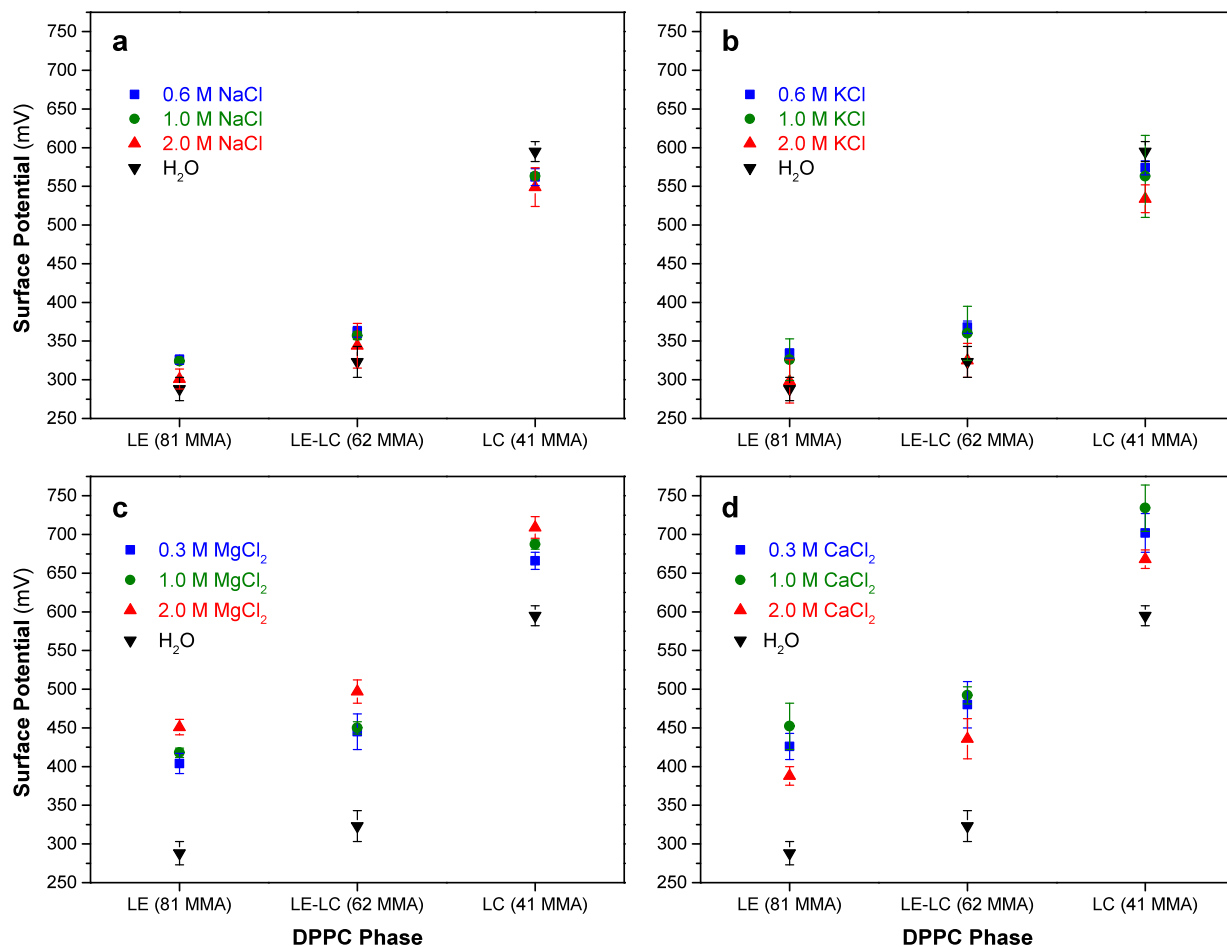 a
0.6 M NaCl
1.0 M NaCl
2.0 M NaCl
H₂O
Surface Potential (mV)
750
700
650
600
550
500
450
400
350
300
250
LE (81 MMA)
LE-LC (62 MMA)
LC (41 MMA)
b
0.6 M KCl
1.0 M KCl
2.0 M KCl
H₂O
750
700
650
600
550
500
450
400
350
300
250
LE (81 MMA)
LE-LC (62 MMA)
LC (41 MMA)
c
0.3 M MgCl₂
1.0 M MgCl₂
2.0 M MgCl₂
H₂O
Surface Potential (mV)
750
700
650
600
550
500
450
400
350
300
250
LE (81 MMA)
LE-LC (62 MMA)
LC (41 MMA)
DPPC Phase
d
0.3 M CaCl₂
1.0 M CaCl₂
2.0 M CaCl₂
H₂O
750
700
650
600
550
500
450
400
350
300
250
LE (81 MMA)
LE-LC (62 MMA)
LC (41 MMA)
DPPC Phase